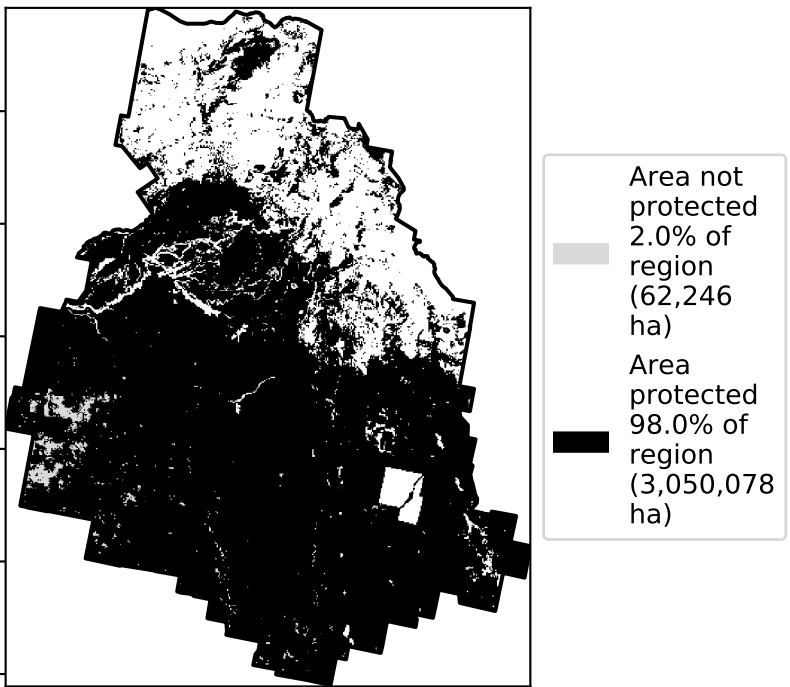 Area not
protected
2.0% of
region
(62,246
ha)
Area
protected
98.0% of
region
(3,050,078
ha)